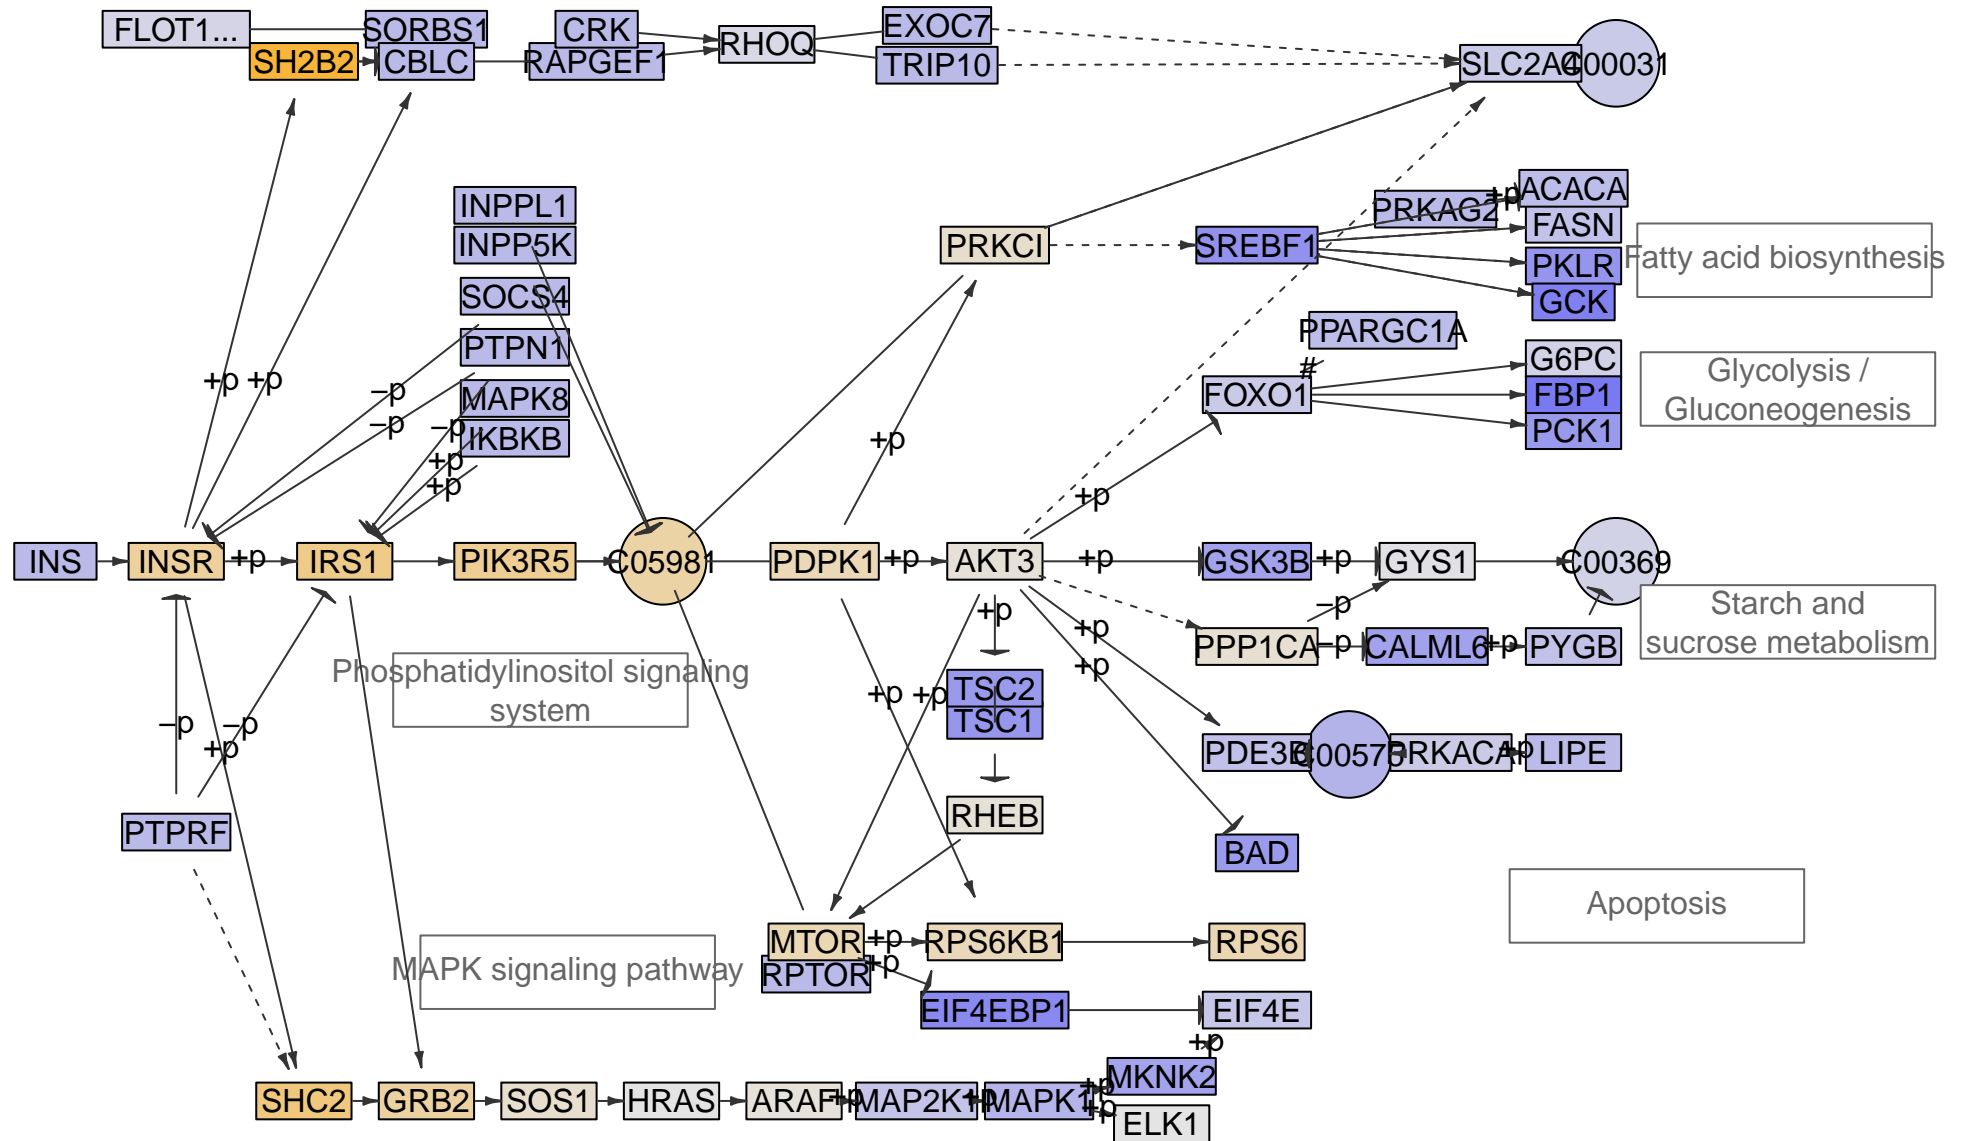 FLOT1...
SORBS1
CRK
EXOC7
SH2B2
CBLC
RAPGEF1
RHOQ
TRIP10
SLC2A4
C00031
INPPL1
INPP5K
SOCS4
PTPN1
MAPK8
IKBKB
PRKCI
SREBF1
PRKAG2
+p
ACACA
FASN
PKLR
GCK
Fatty acid biosynthesis
PPARGC1A
#
FOXO1
G6PC
FBP1
PCK1
Glycolysis /
Gluconeogenesis
+p
+p
−p
−p
−p
+p
+p
+p
+p
INS
INSR
+p
IRS1
PIK3R5
C05981
PDPK1
+p
AKT3
+p
GSK3B
+p
GYS1
C00369
−p
+p
+p
+p
PPP1CA
−p
CALML6
+p
PYGB
Starch and
sucrose metabolism
Phosphatidylinositol signaling
system
+p
+p
TSC2
TSC1
−p
+p
−p
PDE3B
C00575
PRKACA
+p
LIPE
PTPRF
RHEB
BAD
Apoptosis
MTOR
+p
RPS6KB1
RPS6
RPTOR
+p
MAPK signaling pathway
EIF4EBP1
EIF4E
+p
SHC2
GRB2
SOS1
HRAS
ARAF
+p
MAP2K1
+p
MAPK1
+p
+p
MKNK2
ELK1